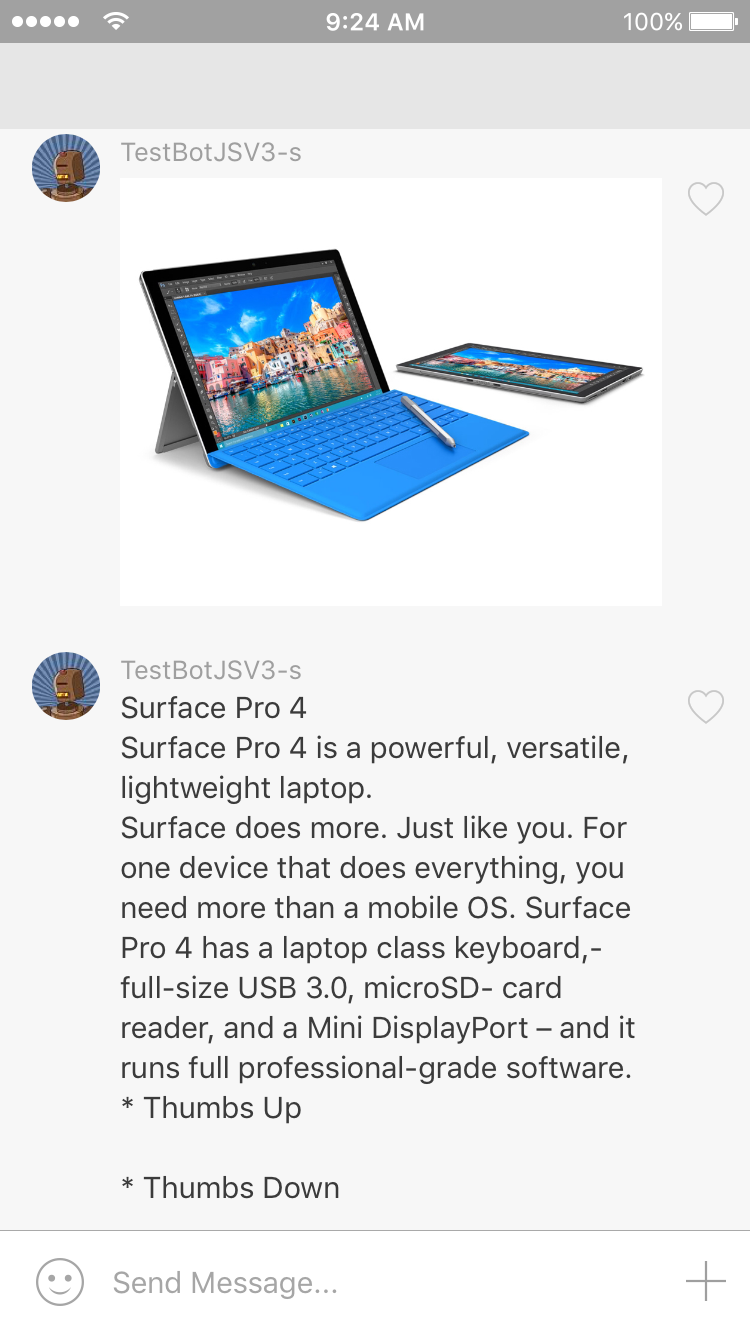 9:24 AM
100%
TestBotJSV3-s
TestBotJSV3-s
Surface Pro 4
Surface Pro 4 is a powerful, versatile,
lightweight laptop.
Surface does more. Just like you. For
one device that does everything, you
need more than a mobile OS. Surface
Pro 4 has a laptop class keyboard,-
full-size USB 3.0, microSD- card
reader, and a Mini DisplayPort – and it
runs full professional-grade software.
* Thumbs Up
* Thumbs Down
Send Message...